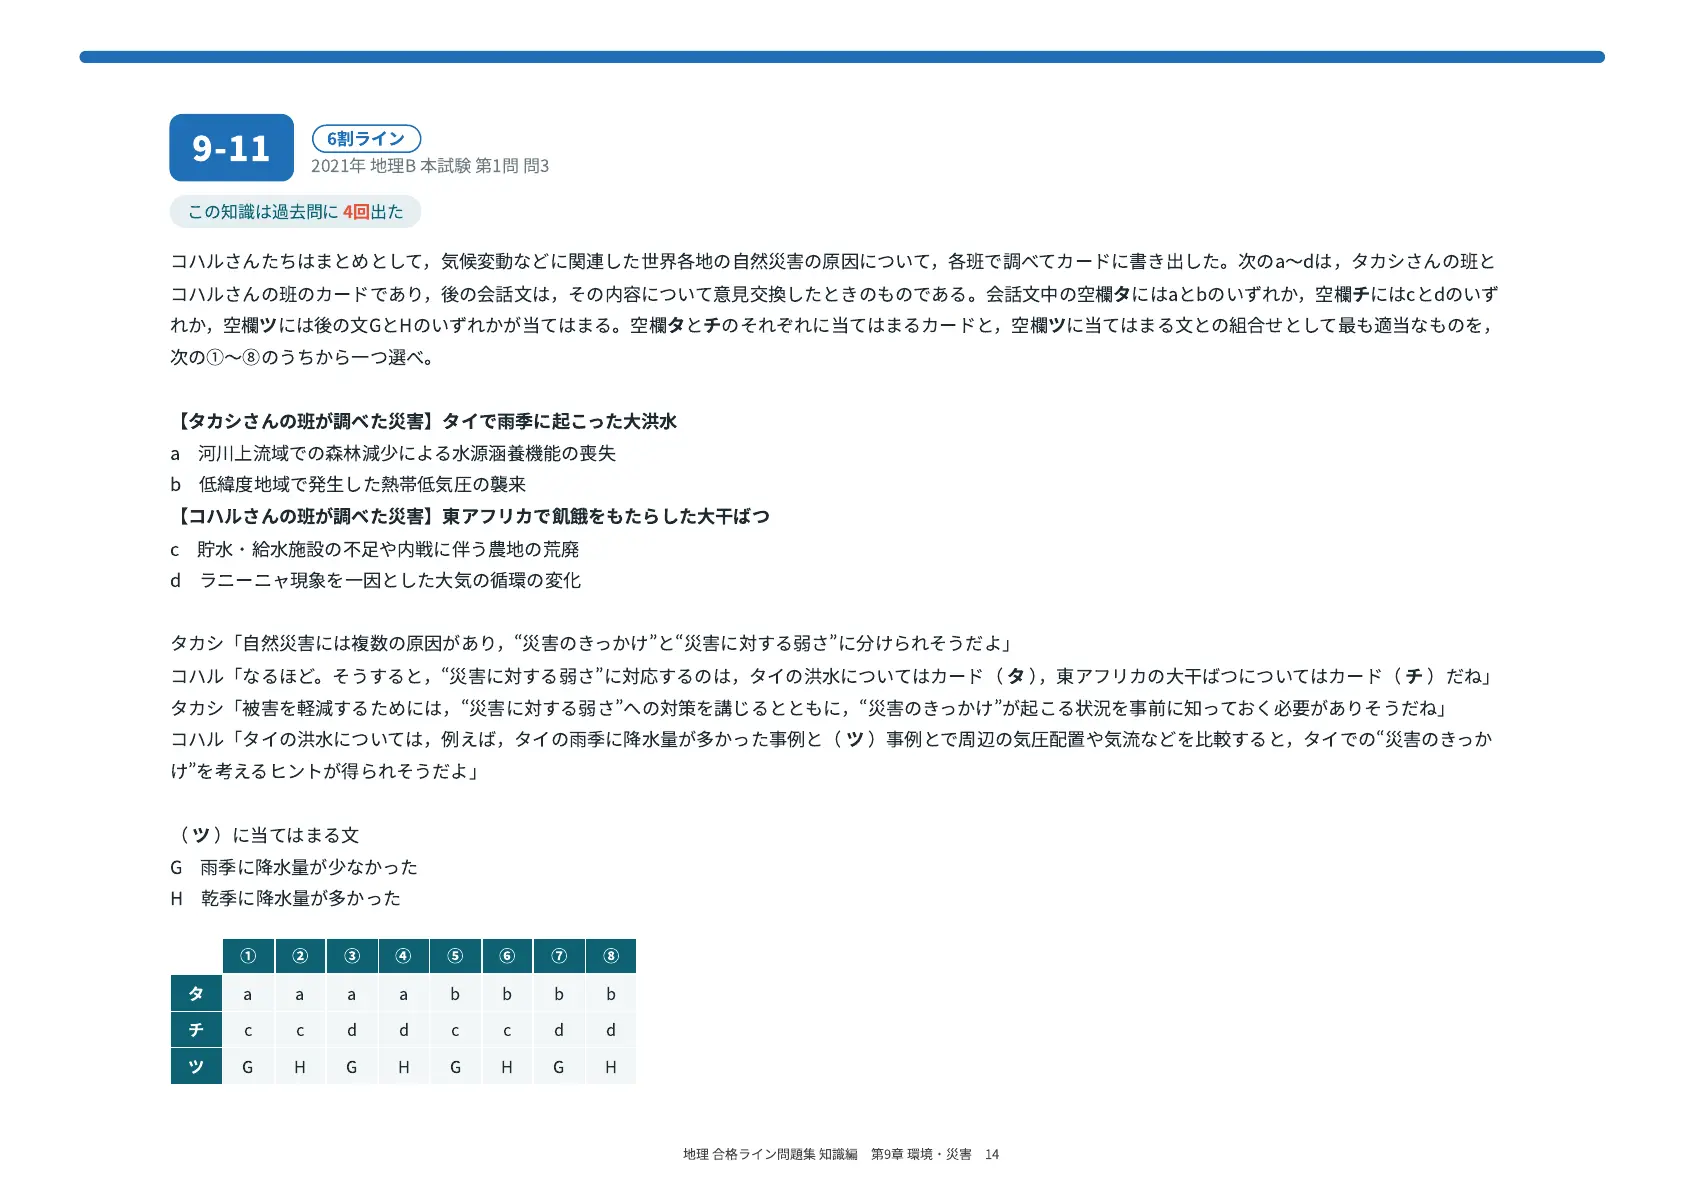 9-11
6割ライン
2021年 地理B 本試験 第1問 問3
この知識は過去問に 4回出た
コハルさんたちはまとめとして，気候変動などに関連した世界各地の自然災害の原因について，各班で調べてカードに書き出した。次のa～dは，タカシさんの班と
コハルさんの班のカードであり，後の会話文は，その内容について意見交換したときのものである。会話文中の空欄タにはaとbのいずれか，空欄チにはcとdのいず
れか，空欄ツには後の文GとHのいずれかが当てはまる。空欄タとチのそれぞれに当てはまるカードと，空欄ツに当てはまる文との組合せとして最も適当なものを，
次の①～⑧のうちから一つ選べ。
【タカシさんの班が調べた災害】タイで雨季に起こった大洪水
a　河川上流域での森林減少による水源涵養機能の喪失
b　低緯度地域で発生した熱帯低気圧の襲来
【コハルさんの班が調べた災害】東アフリカで飢餓をもたらした大干ばつ
c　貯水・給水施設の不足や内戦に伴う農地の荒廃
d　ラニーニャ現象を一因とした大気の循環の変化
タカシ「自然災害には複数の原因があり，“災害のきっかけ”と“災害に対する弱さ”に分けられそうだよ」
コハル「なるほど。そうすると，“災害に対する弱さ”に対応するのは，タイの洪水についてはカード（ タ ），東アフリカの大干ばつについてはカード（ チ ）だね」
タカシ「被害を軽減するためには，“災害に対する弱さ”への対策を講じるとともに，“災害のきっかけ”が起こる状況を事前に知っておく必要がありそうだね」
コハル「タイの洪水については，例えば，タイの雨季に降水量が多かった事例と（ ツ ）事例とで周辺の気圧配置や気流などを比較すると，タイでの“災害のきっか
け”を考えるヒントが得られそうだよ」
（ ツ ）に当てはまる文
G　雨季に降水量が少なかった
H　乾季に降水量が多かった
① ② ③ ④ ⑤ ⑥ ⑦ ⑧
タ a a a a b b b b
チ c c d d c c d d
ツ G H G H G H G H
地理 合格ライン問題集 知識編　第9章 環境・災害　14